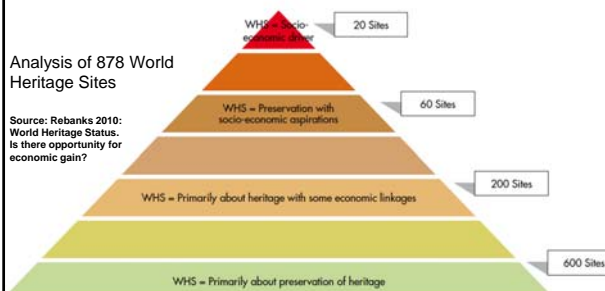 Analysis of 878 World
Heritage Sites
Source: Rebanks 2010:
World Heritage Status.
Is there opportunity for
economic gain?
WHS = Socio-
economic driver
20 Sites
WHS = Preservation with
socio-economic aspirations
60 Sites
WHS = Primarily about heritage with some economic linkages
200 Sites
WHS = Primarily about preservation of heritage
600 Sites